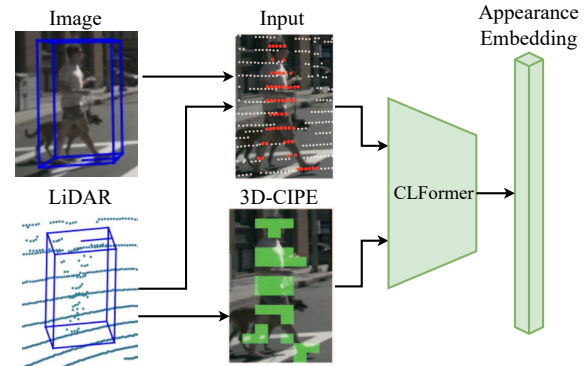 Image
Input
Appearance
Embedding
CLFormer
LiDAR
3D-CIPE